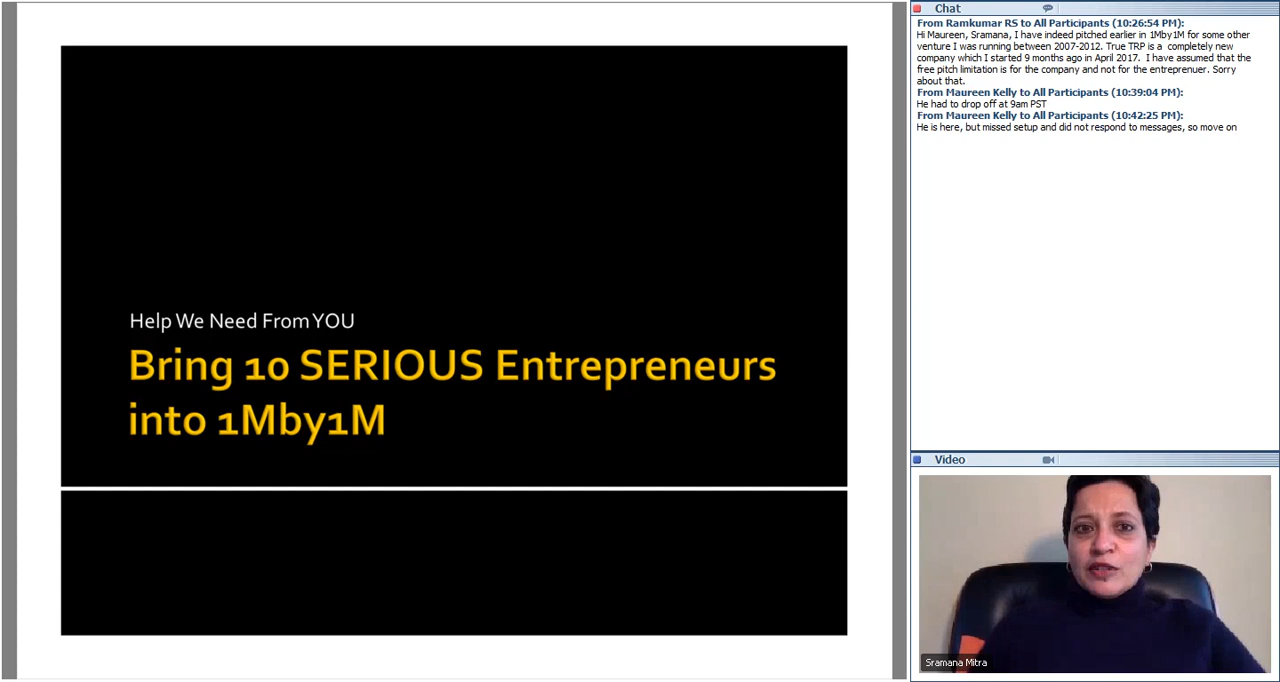 Help We Need From YOU
Bring 10 SERIOUS Entrepreneurs
into 1Mby1M
Chat
From Ramkumar RS to All Participants (10:26:54 PM):
Hi Maureen, Sramana, I have indeed pitched earlier in 1Mby1M for some other
venture I was running between 2007-2012. True TRP is a completely new
company which I started 9 months ago in April 2017. I have assumed that the
free pitch limitation is for the company and not for the entreprenuer. Sorry
about that.
From Maureen Kelly to All Participants (10:39:04 PM):
He had to drop off at 9am PST
From Maureen Kelly to All Participants (10:42:25 PM):
He is here, but missed setup and did not respond to messages, so move on
Video
Sramana Mitra